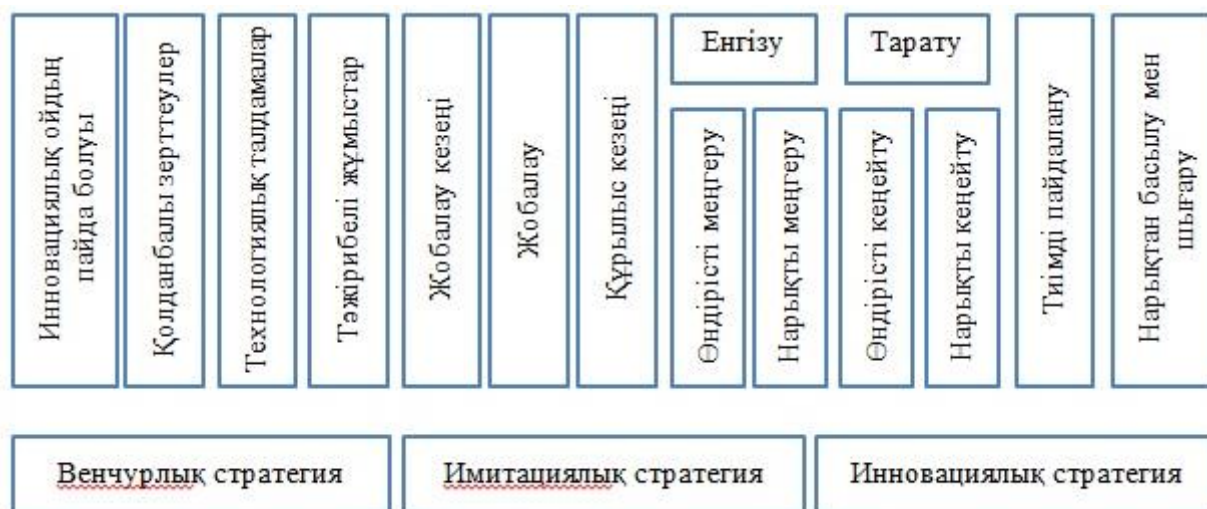 Инновациялық ойдың
пайда болуы
Қолданбалы зерттеулер
Технологиялық талдамалар
Тәжірибелі жұмыстар
Жобалау кезеңі
Жобалау
Құрылыс кезеңі
Енгізу
Өндірісті меңгеру
Нарықты меңгеру
Тарату
Өндірісті кеңейту
Нарықты кеңейту
Тиімді пайдалану
Нарықтан басылу мен
шығару
Венчурлық стратегия
Имитациялық стратегия
Инновациялық стратегия